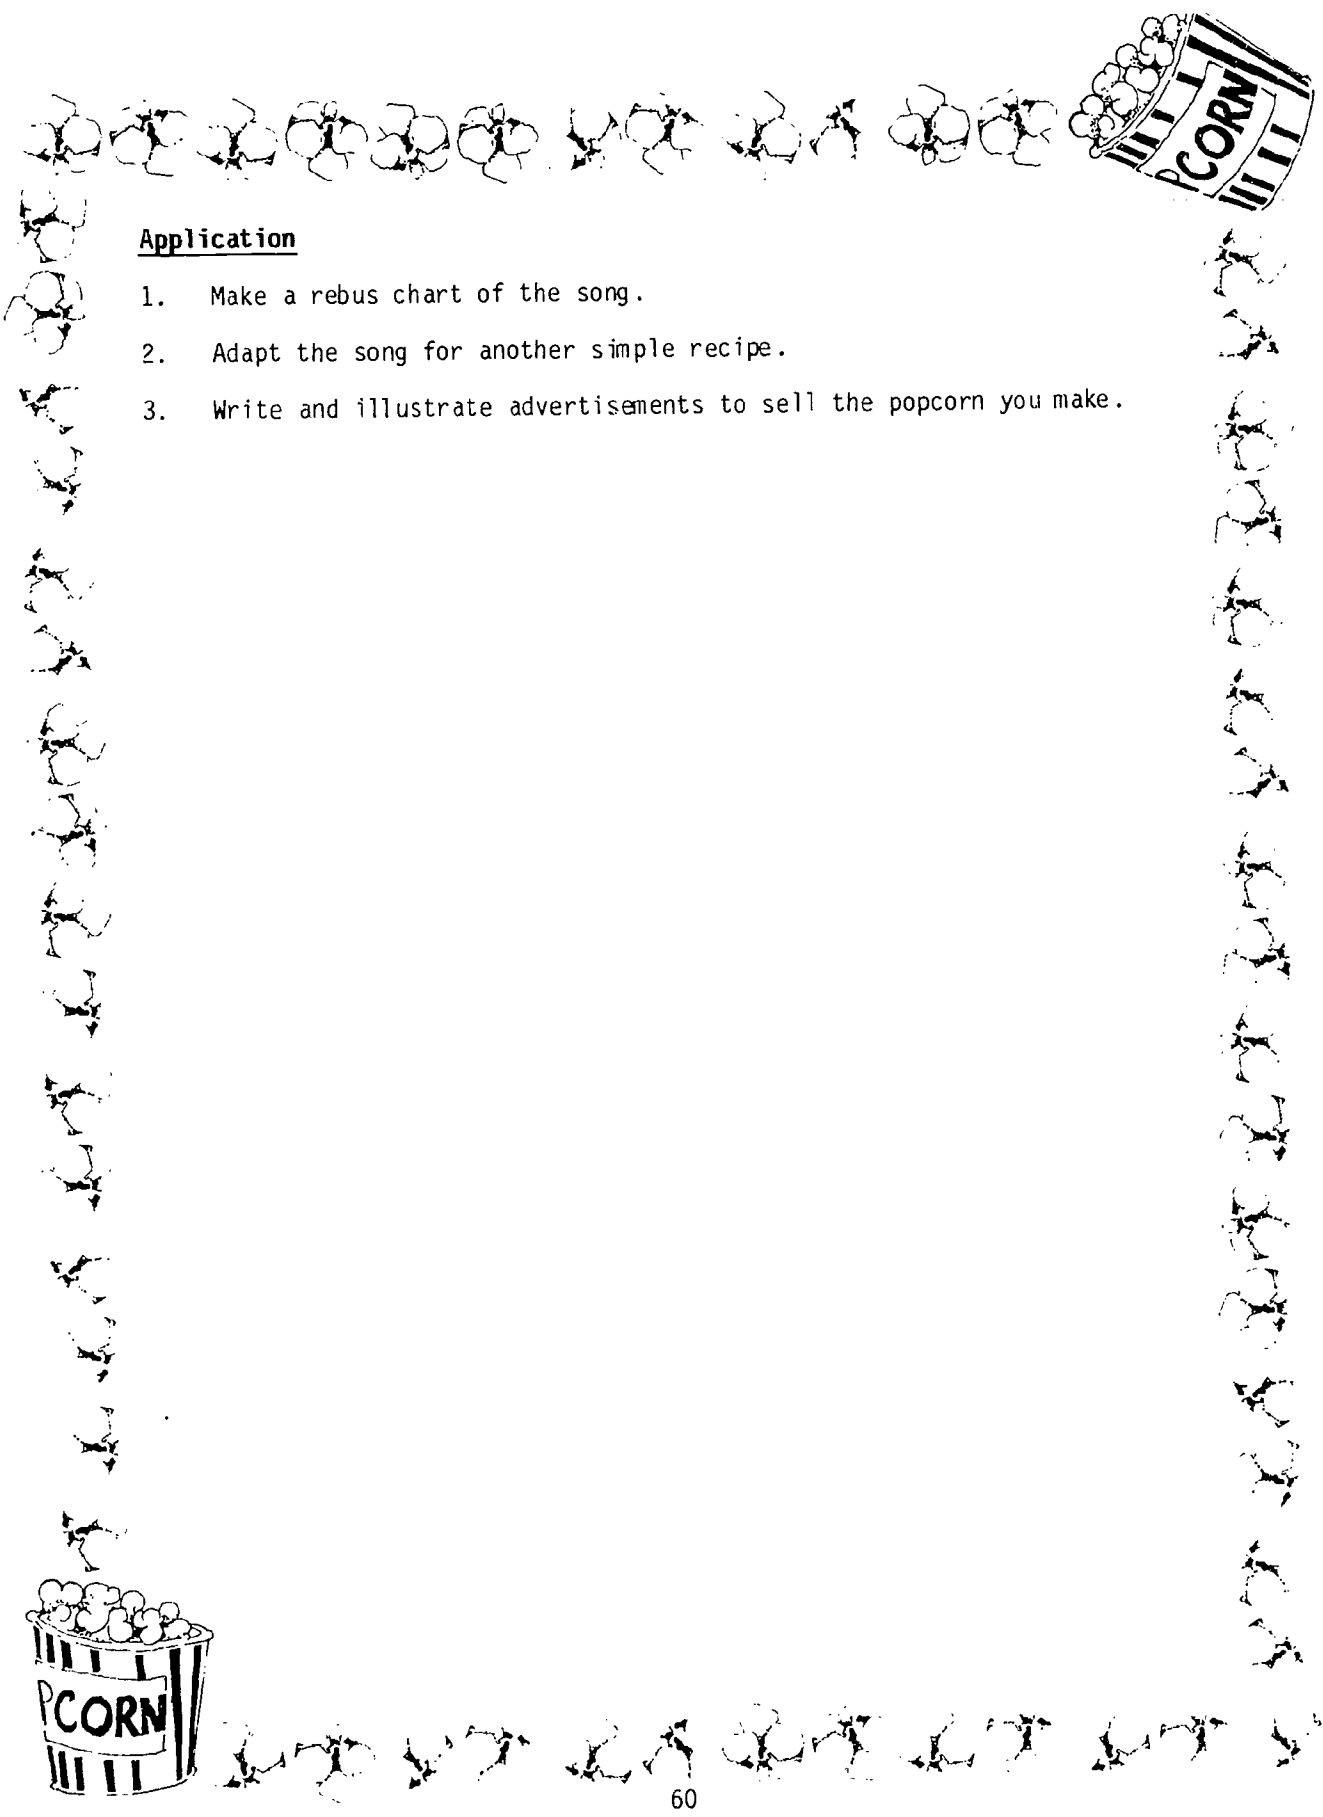 PCORN
Application
1. Make a rebus chart of the song.
2. Adapt the song for another simple recipe.
3. Write and illustrate advertisements to sell the popcorn you make.
PCORN
60